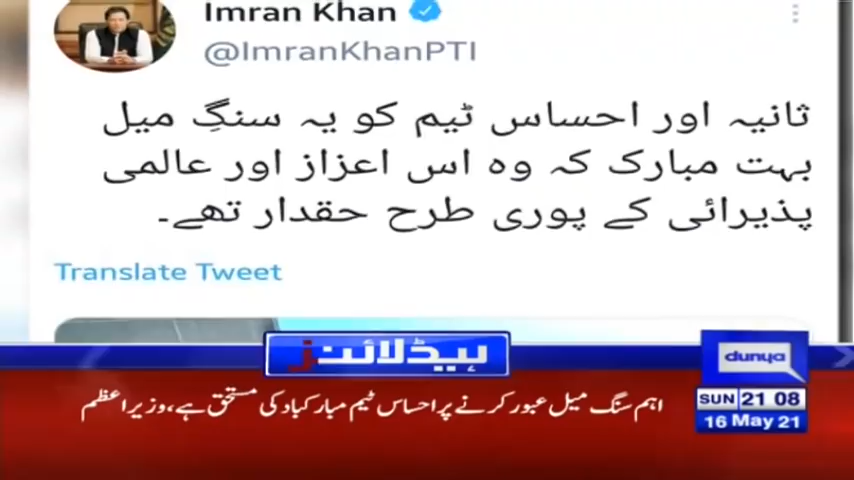 Imran Khan
@ImranKhanPTI
ثانیہ اور احساس ٹیم کو یہ سنگِ میل
بہت مبارک کہ وہ اس اعزاز اور عالمی
پذیرائی کے پوری طرح حقدار تھے۔
Translate Tweet
ہیڈلائنز
dunya
اہم سنگ میل عبور کرنے پر احساس ٹیم مبارکباد کی مستحق ہے، وزیراعظم
SUN 21 08
16 May 21